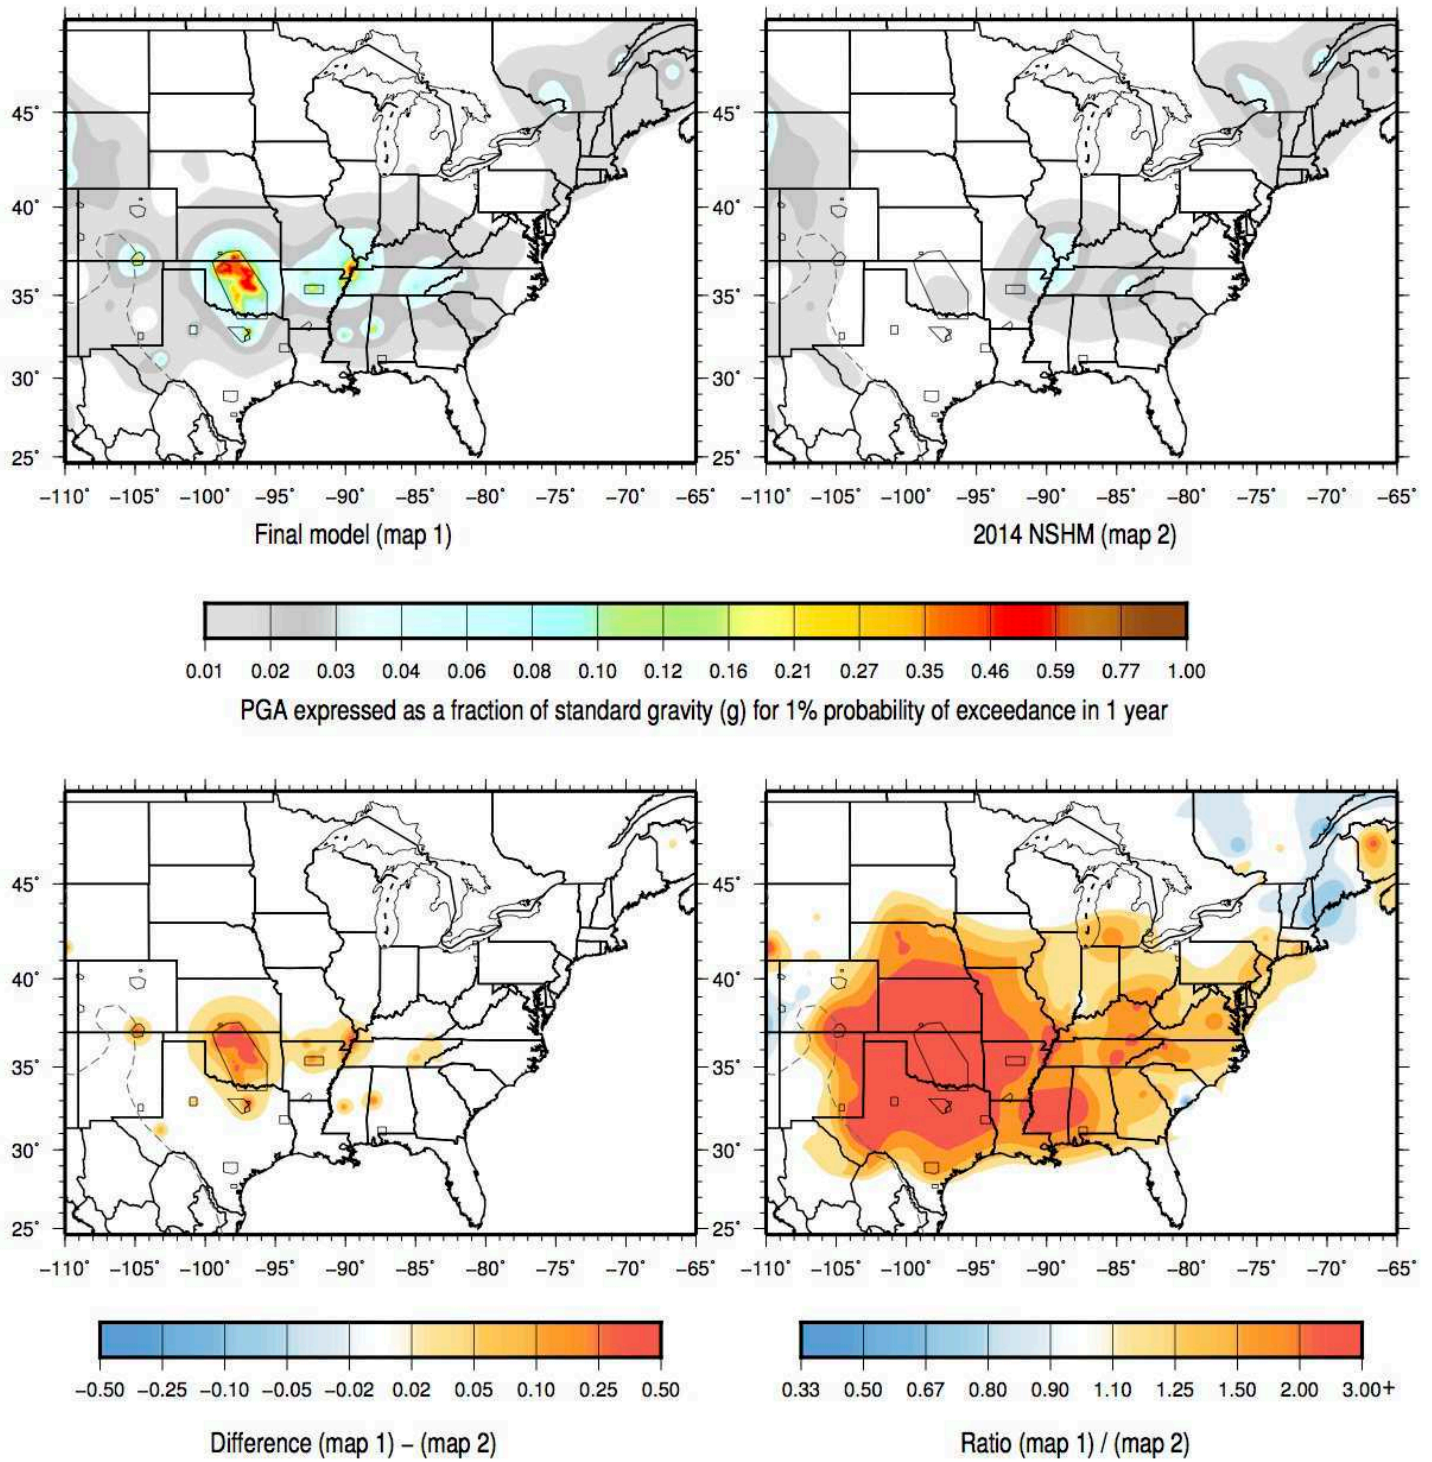 45˚ 45˚
40˚ 40˚
35˚ 35˚
30˚ 30˚
25˚ 25˚
−110˚ −105˚ −100˚ −95˚ −90˚ −85˚ −80˚ −75˚ −70˚ −65˚
−110˚ −105˚ −100˚ −95˚ −90˚ −85˚ −80˚ −75˚ −70˚ −65˚
Final model (map 1)
2014 NSHM (map 2)
0.01 0.02 0.03 0.04 0.06 0.08 0.10 0.12 0.16 0.21 0.27 0.35 0.46 0.59 0.77 1.00
PGA expressed as a fraction of standard gravity (g) for 1% probability of exceedance in 1 year
45˚ 45˚
40˚ 40˚
35˚ 35˚
30˚ 30˚
25˚ 25˚
−110˚ −105˚ −100˚ −95˚ −90˚ −85˚ −80˚ −75˚ −70˚ −65˚
−110˚ −105˚ −100˚ −95˚ −90˚ −85˚ −80˚ −75˚ −70˚ −65˚
−0.50 −0.25 −0.10 −0.05 −0.02 0.02 0.05 0.10 0.25 0.50
0.33 0.50 0.67 0.80 0.90 1.10 1.25 1.50 2.00 3.00+
Difference (map 1) − (map 2)
Ratio (map 1) / (map 2)